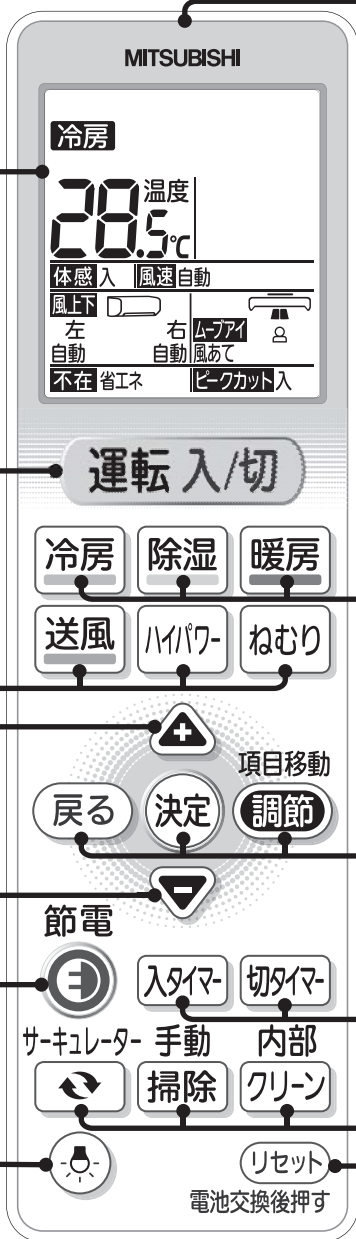 MITSUBISHI
冷房
28.5℃ 温度
体感 入 風速 自動
風上下
左 右 ムーブアイ
自動 自動 風あて
不在 省エネ ピークカット 入
運転 入/切
冷房 除湿 暖房
送風 ハイパワー ねむり
+
項目移動
戻る 決定 調節
-
節電
入タイマー 切タイマー
サーキュレーター 手動 内部
掃除 クリーン
リセット
電池交換後押す